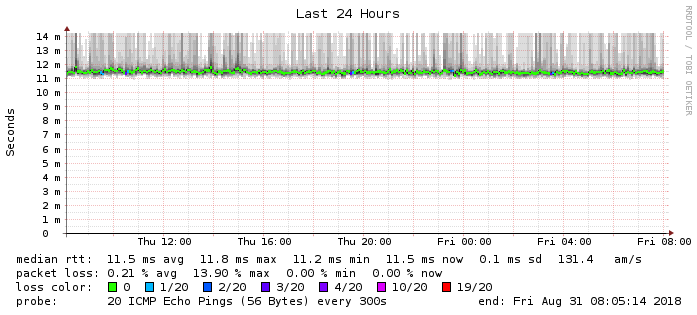 Last 24 Hours
RRDTOOL / TOBI OETIKER
Seconds
14 m
12 m
11 m
10 m
9 m
8 m
7 m
6 m
5 m
4 m
3 m
2 m
1 m
0
Thu 12:00 Thu 16:00 Thu 20:00 Fri 00:00 Fri 04:00 Fri 08:00
median rtt: 11.5 ms avg 11.8 ms max 11.2 ms min 11.5 ms now 0.1 ms sd 131.4 am/s
packet loss: 0.21 % avg 13.90 % max 0.00 % min 0.00 % now
loss color: 0 1/20 2/20 3/20 4/20 10/20 19/20
probe: 20 ICMP Echo Pings (56 Bytes) every 300s end: Fri Aug 31 08:05:14 2018